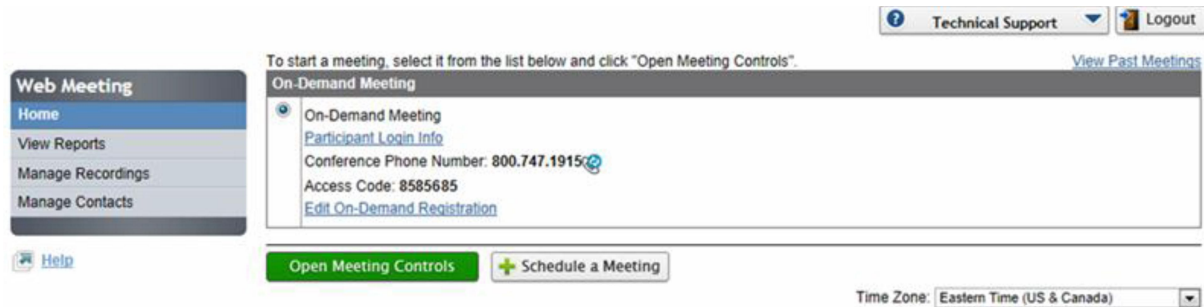 Technical Support
Logout
To start a meeting, select it from the list below and click "Open Meeting Controls".
View Past Meetings
Web Meeting
Home
View Reports
Manage Recordings
Manage Contacts
Help
On-Demand Meeting
On-Demand Meeting
Participant Login Info
Conference Phone Number: 800.747.1915
Access Code: 8585685
Edit On-Demand Registration
Open Meeting Controls
Schedule a Meeting
Time Zone: Eastern Time (US & Canada)